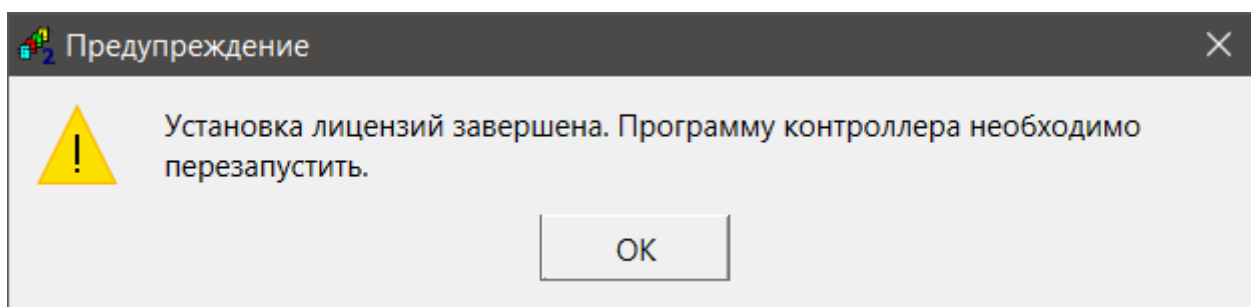 Предупреждение
Установка лицензий завершена. Программу контроллера необходимо
перезапустить.
OK